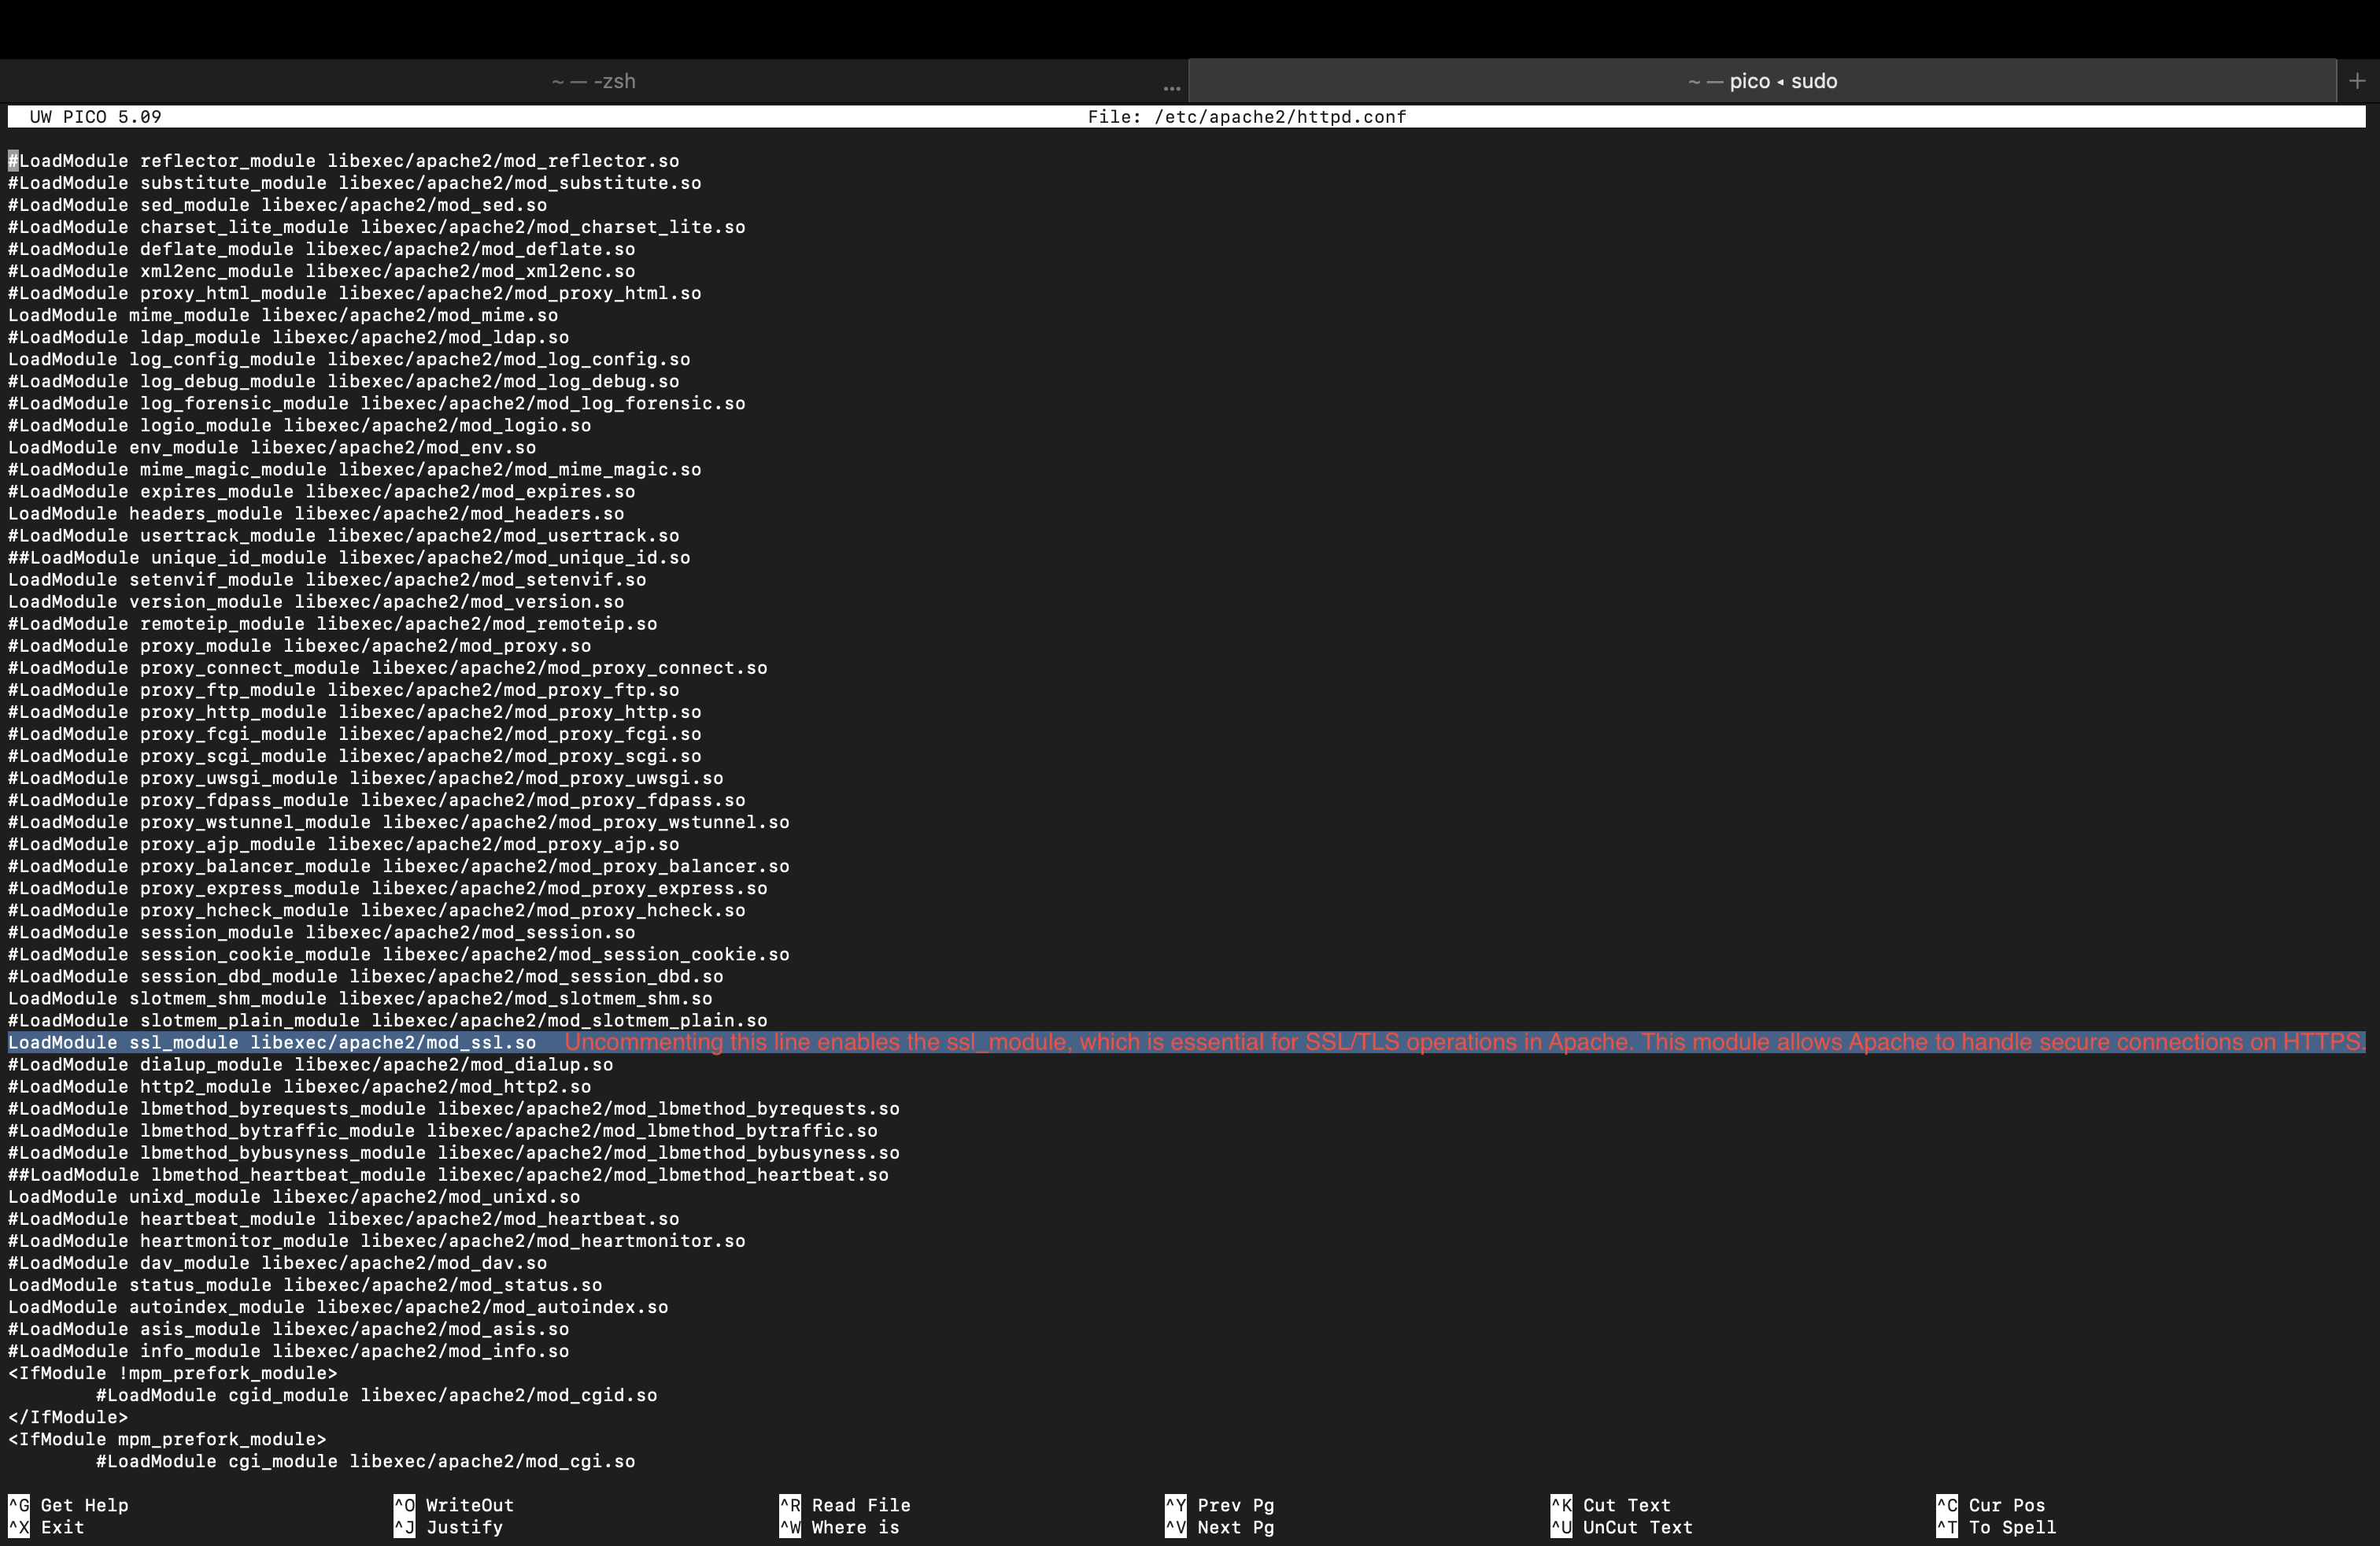 ~ — -zsh
...
~ — pico ◂ sudo
+
UW PICO 5.09 File: /etc/apache2/httpd.conf
#LoadModule reflector_module libexec/apache2/mod_reflector.so
#LoadModule substitute_module libexec/apache2/mod_substitute.so
#LoadModule sed_module libexec/apache2/mod_sed.so
#LoadModule charset_lite_module libexec/apache2/mod_charset_lite.so
#LoadModule deflate_module libexec/apache2/mod_deflate.so
#LoadModule xml2enc_module libexec/apache2/mod_xml2enc.so
#LoadModule proxy_html_module libexec/apache2/mod_proxy_html.so
LoadModule mime_module libexec/apache2/mod_mime.so
#LoadModule ldap_module libexec/apache2/mod_ldap.so
LoadModule log_config_module libexec/apache2/mod_log_config.so
#LoadModule log_debug_module libexec/apache2/mod_log_debug.so
#LoadModule log_forensic_module libexec/apache2/mod_log_forensic.so
#LoadModule logio_module libexec/apache2/mod_logio.so
LoadModule env_module libexec/apache2/mod_env.so
#LoadModule mime_magic_module libexec/apache2/mod_mime_magic.so
#LoadModule expires_module libexec/apache2/mod_expires.so
LoadModule headers_module libexec/apache2/mod_headers.so
#LoadModule usertrack_module libexec/apache2/mod_usertrack.so
##LoadModule unique_id_module libexec/apache2/mod_unique_id.so
LoadModule setenvif_module libexec/apache2/mod_setenvif.so
LoadModule version_module libexec/apache2/mod_version.so
#LoadModule remoteip_module libexec/apache2/mod_remoteip.so
#LoadModule proxy_module libexec/apache2/mod_proxy.so
#LoadModule proxy_connect_module libexec/apache2/mod_proxy_connect.so
#LoadModule proxy_ftp_module libexec/apache2/mod_proxy_ftp.so
#LoadModule proxy_http_module libexec/apache2/mod_proxy_http.so
#LoadModule proxy_fcgi_module libexec/apache2/mod_proxy_fcgi.so
#LoadModule proxy_scgi_module libexec/apache2/mod_proxy_scgi.so
#LoadModule proxy_uwsgi_module libexec/apache2/mod_proxy_uwsgi.so
#LoadModule proxy_fdpass_module libexec/apache2/mod_proxy_fdpass.so
#LoadModule proxy_wstunnel_module libexec/apache2/mod_proxy_wstunnel.so
#LoadModule proxy_ajp_module libexec/apache2/mod_proxy_ajp.so
#LoadModule proxy_balancer_module libexec/apache2/mod_proxy_balancer.so
#LoadModule proxy_express_module libexec/apache2/mod_proxy_express.so
#LoadModule proxy_hcheck_module libexec/apache2/mod_proxy_hcheck.so
#LoadModule session_module libexec/apache2/mod_session.so
#LoadModule session_cookie_module libexec/apache2/mod_session_cookie.so
#LoadModule session_dbd_module libexec/apache2/mod_session_dbd.so
LoadModule slotmem_shm_module libexec/apache2/mod_slotmem_shm.so
#LoadModule slotmem_plain_module libexec/apache2/mod_slotmem_plain.so
LoadModule ssl_module libexec/apache2/mod_ssl.so Uncommenting this line enables the ssl_module, which is essential for SSL/TLS operations in Apache. This module allows Apache to handle secure connections on HTTPS.
#LoadModule dialup_module libexec/apache2/mod_dialup.so
#LoadModule http2_module libexec/apache2/mod_http2.so
#LoadModule lbmethod_byrequests_module libexec/apache2/mod_lbmethod_byrequests.so
#LoadModule lbmethod_bytraffic_module libexec/apache2/mod_lbmethod_bytraffic.so
#LoadModule lbmethod_bybusyness_module libexec/apache2/mod_lbmethod_bybusyness.so
##LoadModule lbmethod_heartbeat_module libexec/apache2/mod_lbmethod_heartbeat.so
LoadModule unixd_module libexec/apache2/mod_unixd.so
#LoadModule heartbeat_module libexec/apache2/mod_heartbeat.so
#LoadModule heartmonitor_module libexec/apache2/mod_heartmonitor.so
#LoadModule dav_module libexec/apache2/mod_dav.so
LoadModule status_module libexec/apache2/mod_status.so
LoadModule autoindex_module libexec/apache2/mod_autoindex.so
#LoadModule asis_module libexec/apache2/mod_asis.so
#LoadModule info_module libexec/apache2/mod_info.so
<IfModule !mpm_prefork_module>
#LoadModule cgid_module libexec/apache2/mod_cgid.so
</IfModule>
<IfModule mpm_prefork_module>
#LoadModule cgi_module libexec/apache2/mod_cgi.so
^G Get Help ^O WriteOut ^R Read File ^Y Prev Pg ^K Cut Text ^C Cur Pos
^X Exit ^J Justify ^W Where is ^V Next Pg ^U UnCut Text ^T To Spell